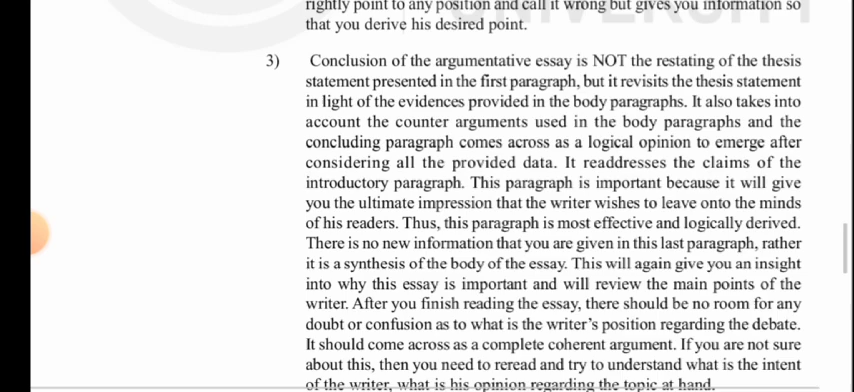 rightly point to any position and call it wrong but gives you information so
that you derive his desired point.
3) Conclusion of the argumentative essay is NOT the restating of the thesis
statement presented in the first paragraph, but it revisits the thesis statement
in light of the evidences provided in the body paragraphs. It also takes into
account the counter arguments used in the body paragraphs and the
concluding paragraph comes across as a logical opinion to emerge after
considering all the provided data. It readdresses the claims of the
introductory paragraph. This paragraph is important because it will give
you the ultimate impression that the writer wishes to leave onto the minds
of his readers. Thus, this paragraph is most effective and logically derived.
There is no new information that you are given in this last paragraph, rather
it is a synthesis of the body of the essay. This will again give you an insight
into why this essay is important and will review the main points of the
writer. After you finish reading the essay, there should be no room for any
doubt or confusion as to what is the writer's position regarding the debate.
It should come across as a complete coherent argument. If you are not sure
about this, then you need to reread and try to understand what is the intent
of the writer, what is his opinion regarding the topic at hand.